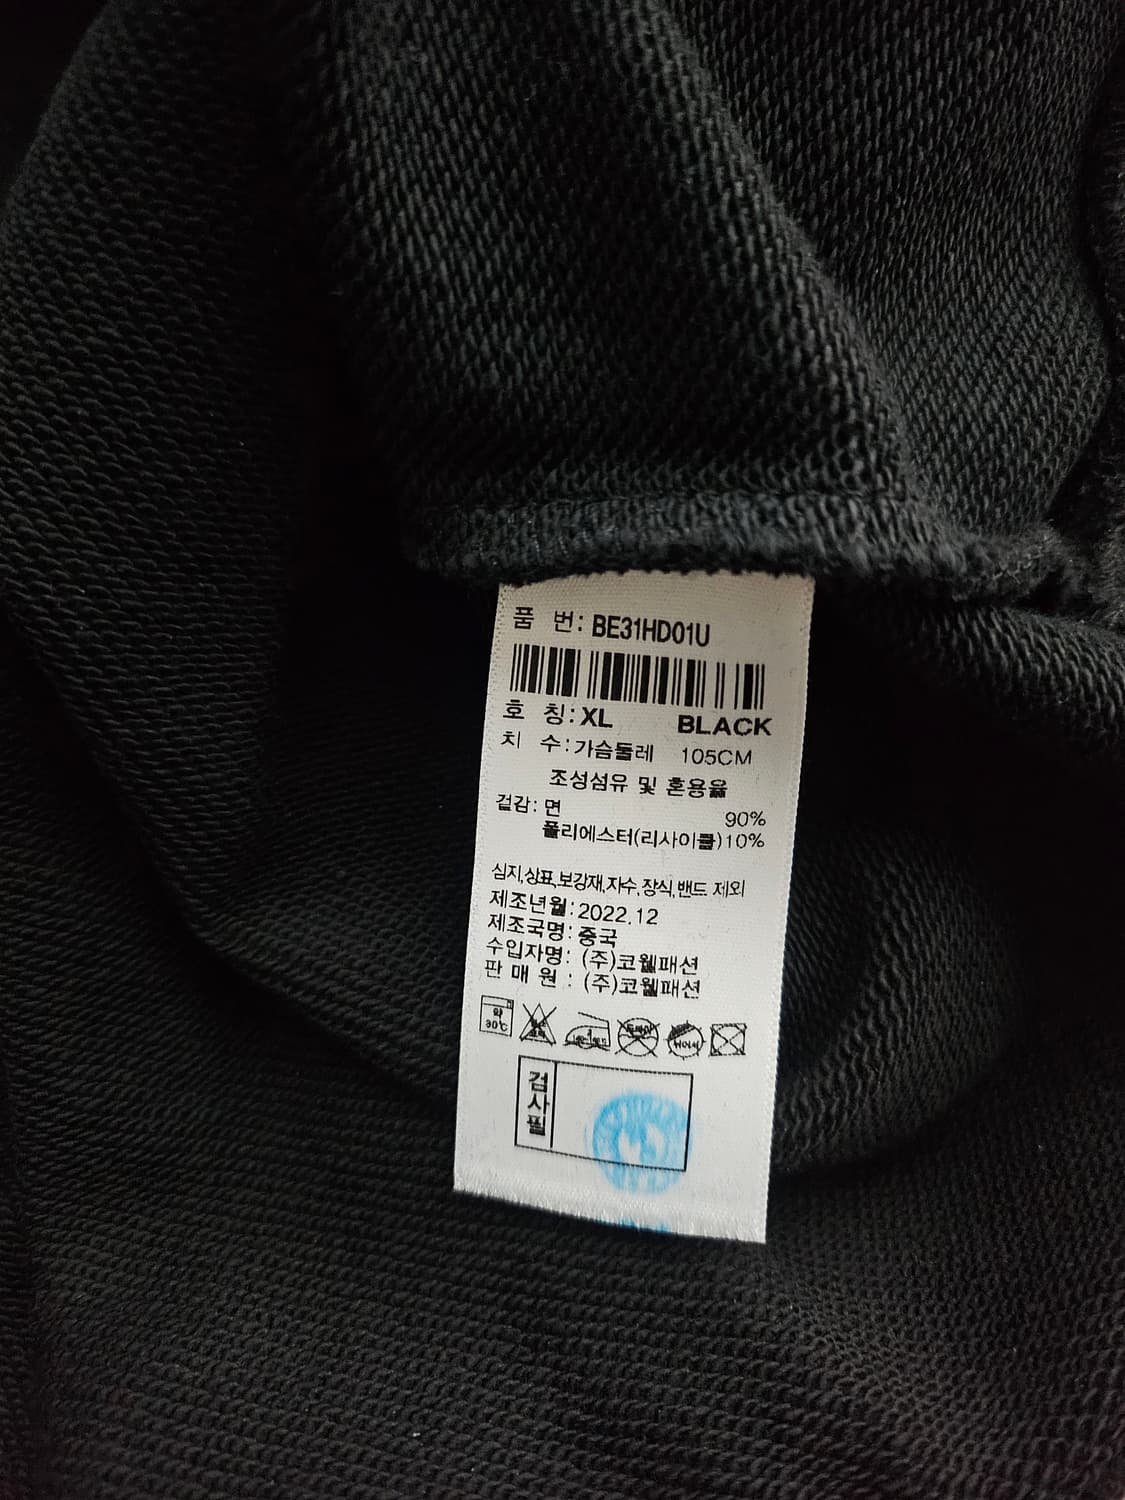 품 번: BE31HD01U
호 칭: XL BLACK
치 수: 가슴둘레 105CM
조성섬유 및 혼용율
겉감: 면 90%
폴리에스터(리사이클)10%
심지,상표,보강재,자수,장식,밴드 제외
제조년월: 2022.12
제조국명: 중국
수입자명: (주)코웰패션
판 매 원 : (주)코웰패션
약
30℃
검사필